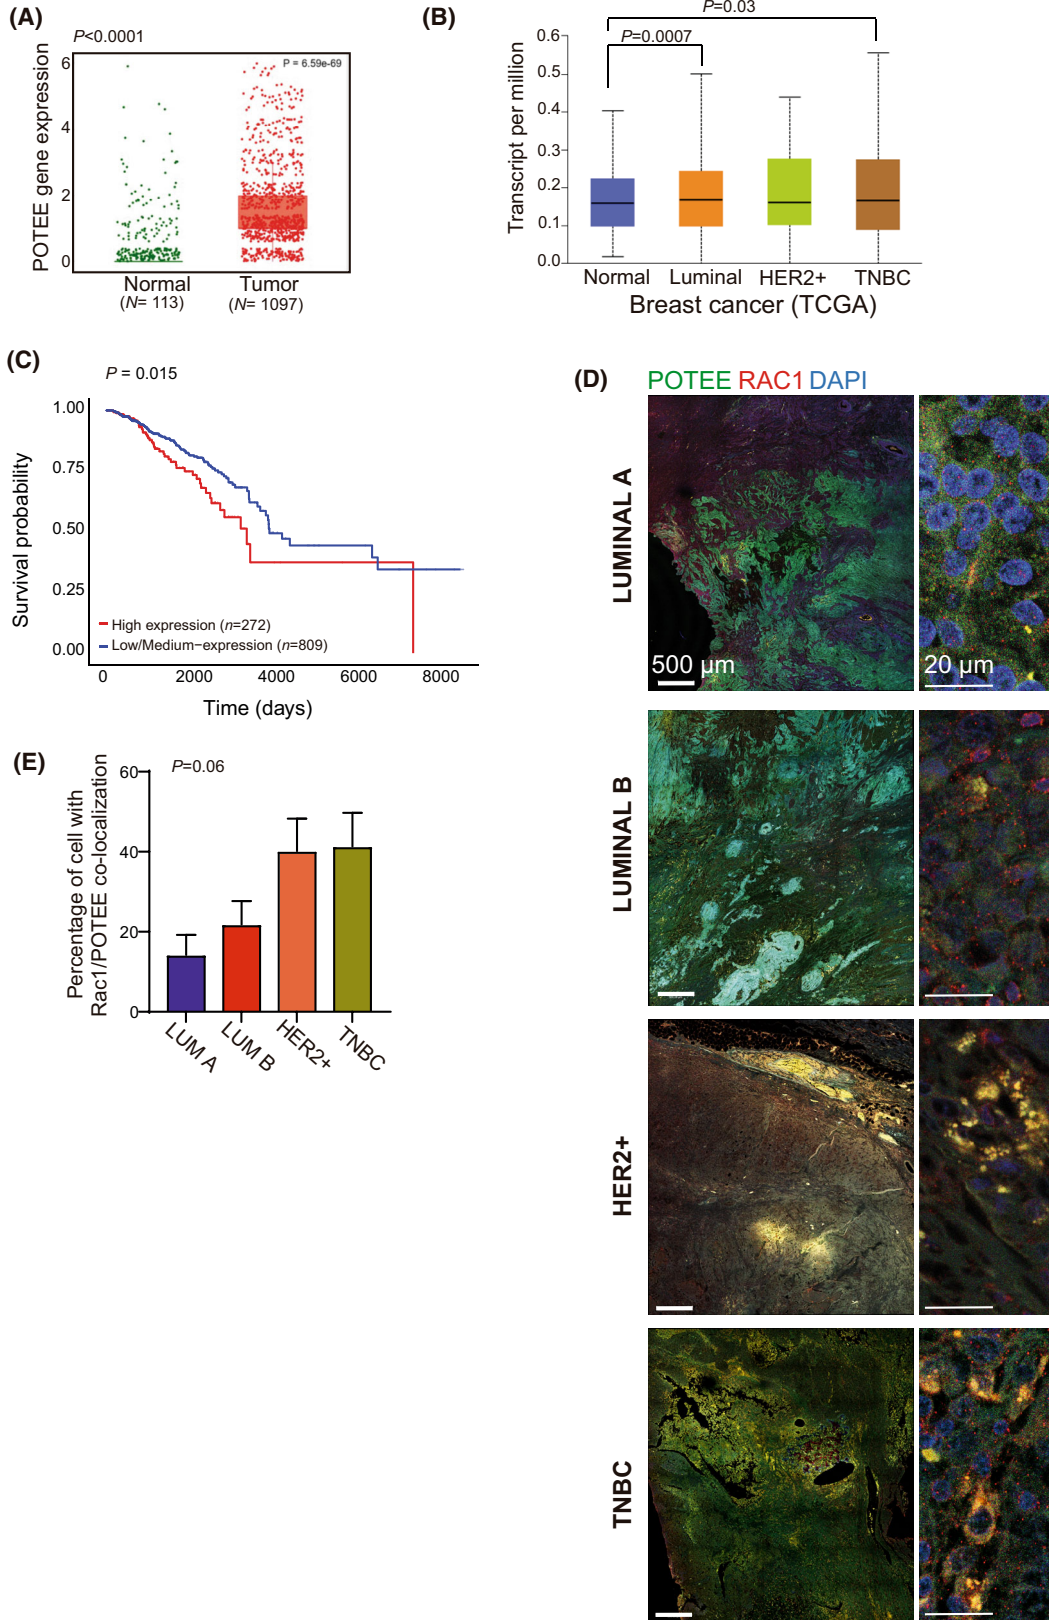 (A)
P<0.0001
P = 6.59e-69
POTEE gene expression
6
4
2
0
Normal
(N= 113)
Tumor
(N= 1097)
(B)
P=0.03
P=0.0007
Transcript per million
0.6
0.5
0.4
0.3
0.2
0.1
0.0
Normal
Luminal
HER2+
TNBC
Breast cancer (TCGA)
(C)
P = 0.015
Survival probability
1.00
0.75
0.50
0.25
0.00
High expression (n=272)
Low/Medium−expression (n=809)
0
2000
4000
6000
8000
Time (days)
(D)
POTEE RAC1 DAPI
LUMINAL A
500 µm
20 µm
LUMINAL B
HER2+
TNBC
(E)
P=0.06
Percentage of cell with
Rac1/POTEE co-localization
60
40
20
0
LUM A
LUM B
HER2+
TNBC